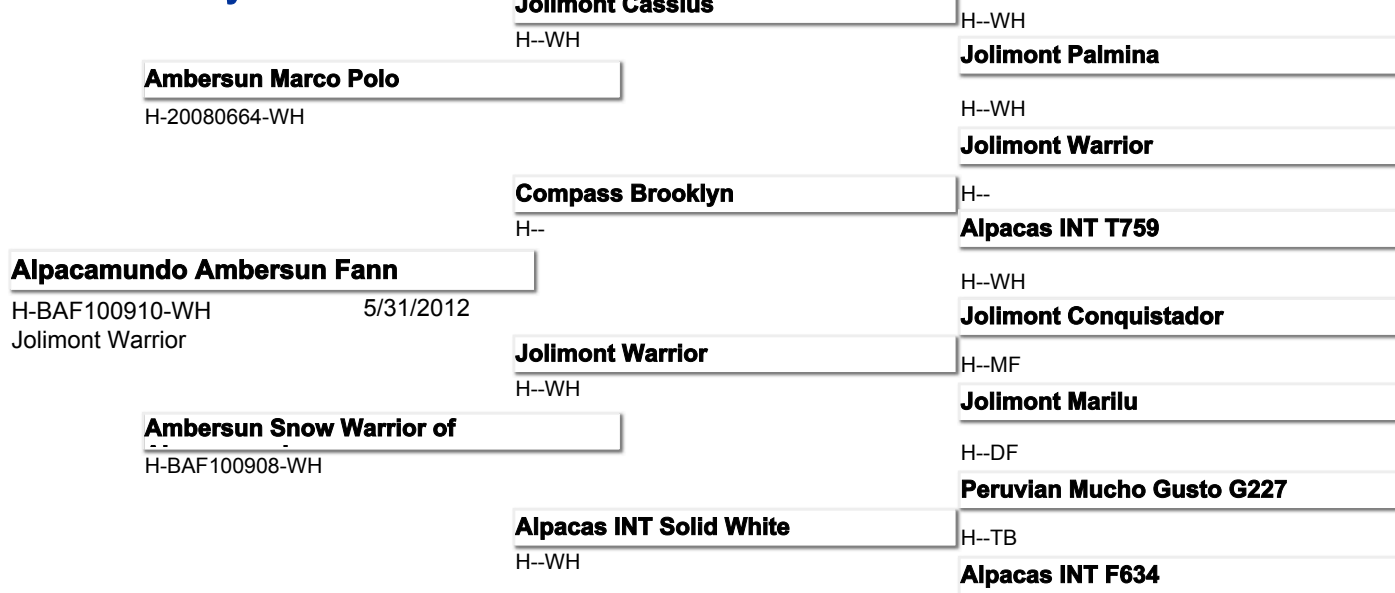 Jolimont Cassius
H--WH
H--WH
Jolimont Palmina
Ambersun Marco Polo
H-20080664-WH
H--WH
Jolimont Warrior
Compass Brooklyn
H--
H--
Alpacas INT T759
Alpacamundo Ambersun Fann
H-BAF100910-WH 5/31/2012
Jolimont Warrior
H--WH
Jolimont Conquistador
Jolimont Warrior
H--WH
H--MF
Jolimont Marilu
Ambersun Snow Warrior of
H-BAF100908-WH
H--DF
Peruvian Mucho Gusto G227
Alpacas INT Solid White
H--WH
H--TB
Alpacas INT F634